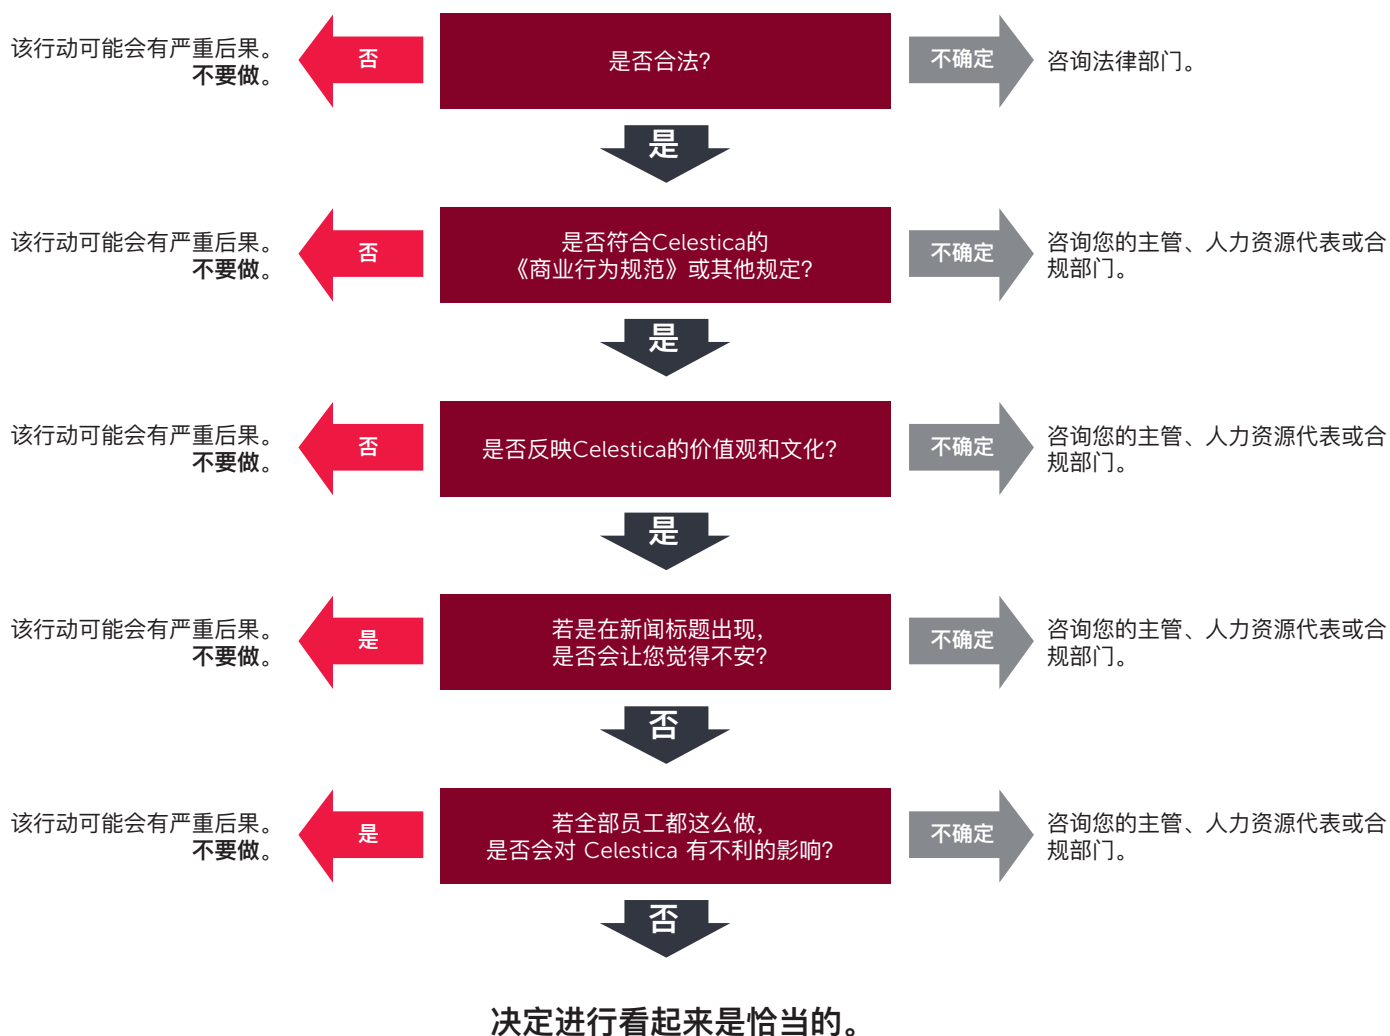 该行动可能会有严重后果。
不要做。
否
是否合法？
不确定
咨询法律部门。
是
该行动可能会有严重后果。
不要做。
否
是否符合Celestica的
《商业行为规范》或其他规定？
不确定
咨询您的主管、人力资源代表或合
规部门。
是
该行动可能会有严重后果。
不要做。
否
是否反映Celestica的价值观和文化？
不确定
咨询您的主管、人力资源代表或合
规部门。
是
该行动可能会有严重后果。
不要做。
是
若是在新闻标题出现，
是否会让您觉得不安？
不确定
咨询您的主管、人力资源代表或合
规部门。
否
该行动可能会有严重后果。
不要做。
是
若全部员工都这么做，
是否会对 Celestica 有不利的影响？
不确定
咨询您的主管、人力资源代表或合
规部门。
否
决定进行看起来是恰当的。